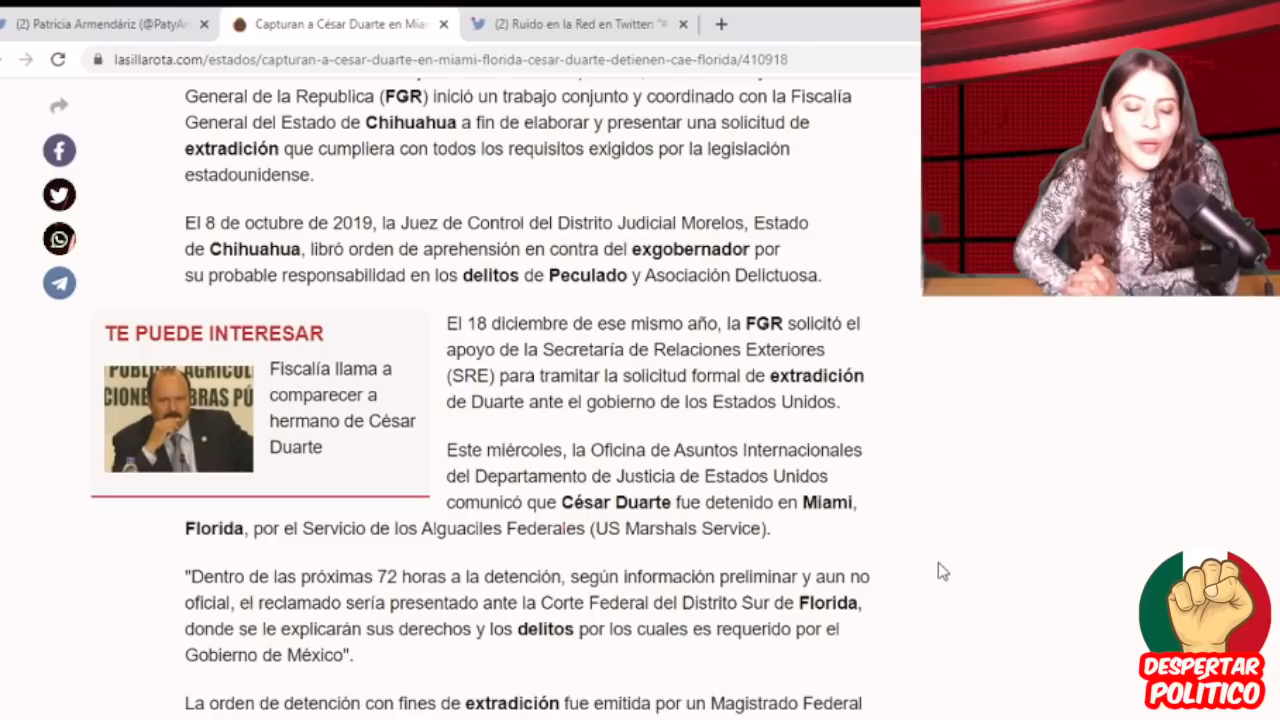 (2) Patricia Armendáriz (@PatyAr
Capturan a César Duarte en Miar
(2) Ruido en la Red en Twitter: "
lasillarota.com/estados/capturan-a-cesar-duarte-en-miami-florida-cesar-duarte-detienen-cae-florida/410918
General de la Republica (FGR) inició un trabajo conjunto y coordinado con la Fiscalía
General del Estado de Chihuahua a fin de elaborar y presentar una solicitud de
extradición que cumpliera con todos los requisitos exigidos por la legislación
estadounidense.
El 8 de octubre de 2019, la Juez de Control del Distrito Judicial Morelos, Estado
de Chihuahua, libró orden de aprehensión en contra del exgobernador por
su probable responsabilidad en los delitos de Peculado y Asociación Delictuosa.
TE PUEDE INTERESAR
Fiscalía llama a
comparecer a
hermano de César
Duarte
El 18 diciembre de ese mismo año, la FGR solicitó el
apoyo de la Secretaría de Relaciones Exteriores
(SRE) para tramitar la solicitud formal de extradición
de Duarte ante el gobierno de los Estados Unidos.
Este miércoles, la Oficina de Asuntos Internacionales
del Departamento de Justicia de Estados Unidos
comunicó que César Duarte fue detenido en Miami,
Florida, por el Servicio de los Alguaciles Federales (US Marshals Service).
"Dentro de las próximas 72 horas a la detención, según información preliminar y aun no
oficial, el reclamado sería presentado ante la Corte Federal del Distrito Sur de Florida,
donde se le explicarán sus derechos y los delitos por los cuales es requerido por el
Gobierno de México".
La orden de detención con fines de extradición fue emitida por un Magistrado Federal
DESPERTAR
POLÍTICO